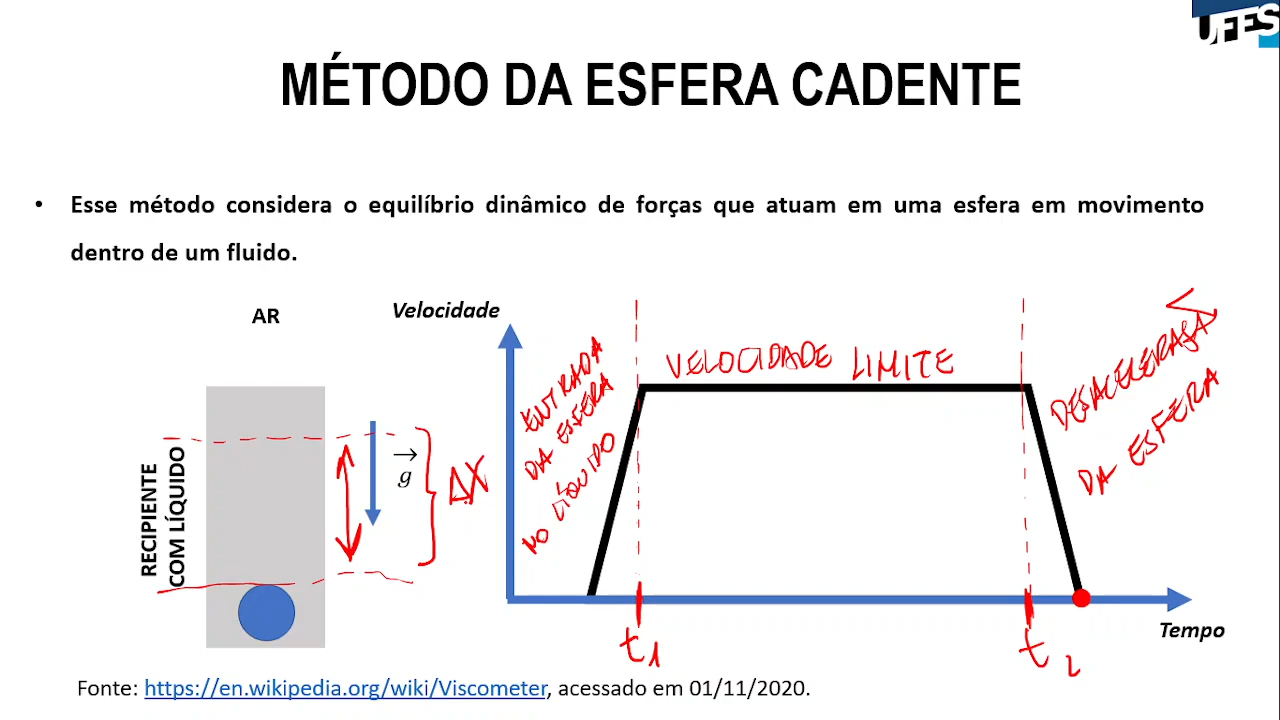 UFES
MÉTODO DA ESFERA CADENTE
• Esse método considera o equilíbrio dinâmico de forças que atuam em uma esfera em movimento
dentro de um fluido.
AR
RECIPIENTE
COM LÍQUIDO
g
ΔX
Velocidade
ENTRADA
DA ESFERA
NO LÍQUIDO
VELOCIDADE LIMITE
DESACELERAÇÃ
DA ESFERA
t1
t2
Tempo
Fonte: https://en.wikipedia.org/wiki/Viscometer, acessado em 01/11/2020.